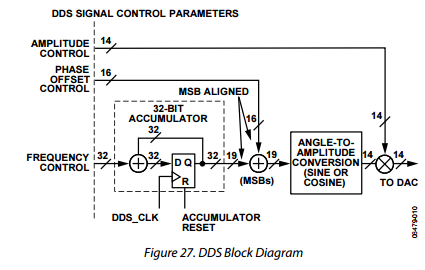 DDS SIGNAL CONTROL PARAMETERS
AMPLITUDE
CONTROL
14
PHASE
OFFSET
CONTROL
16
MSB ALIGNED
32-BIT
ACCUMULATOR
32
16
14
FREQUENCY
CONTROL
32
32
D Q
R
32
19
(MSBs)
19
ANGLE-TO-
AMPLITUDE
CONVERSION
(SINE OR
COSINE)
14
14
TO DAC
DDS_CLK
ACCUMULATOR
RESET
05479-010
Figure 27. DDS Block Diagram